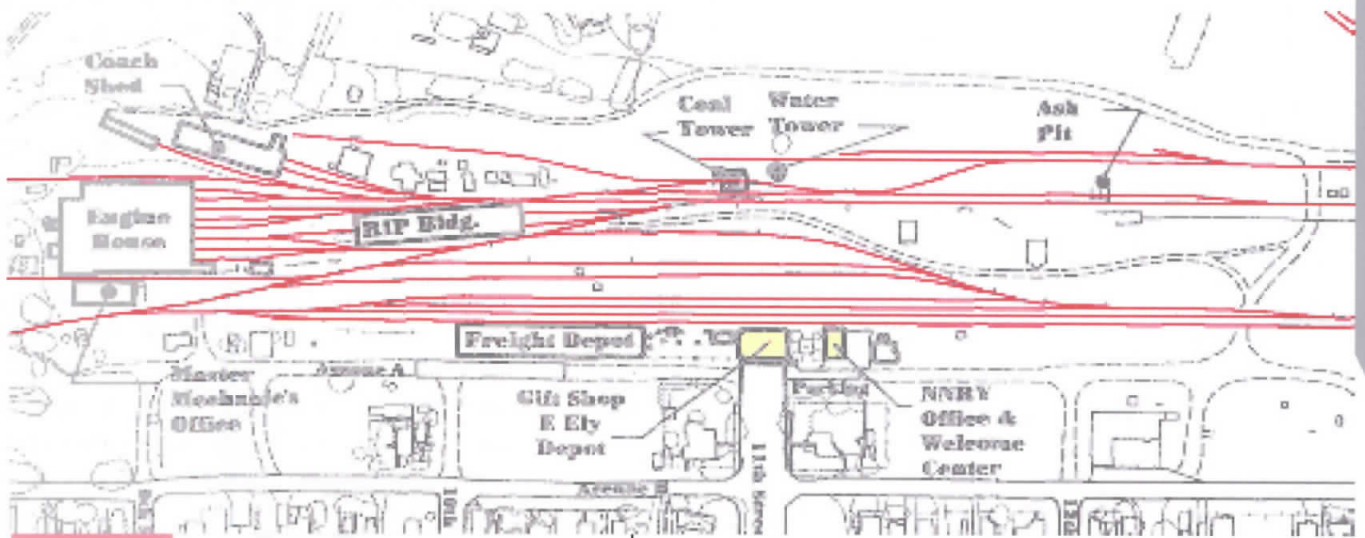 Coach
Shed
Coal
Tower
Water
Tower
Ash
Pit
Engine
House
RIP Bldg.
Freight Depot
Master
Mechanic's
Office
Avenue A
Gift Shop
E Ely
Depot
Parking
NNRY
Office &
Welcome
Center
11th Street
Avenue B
10th